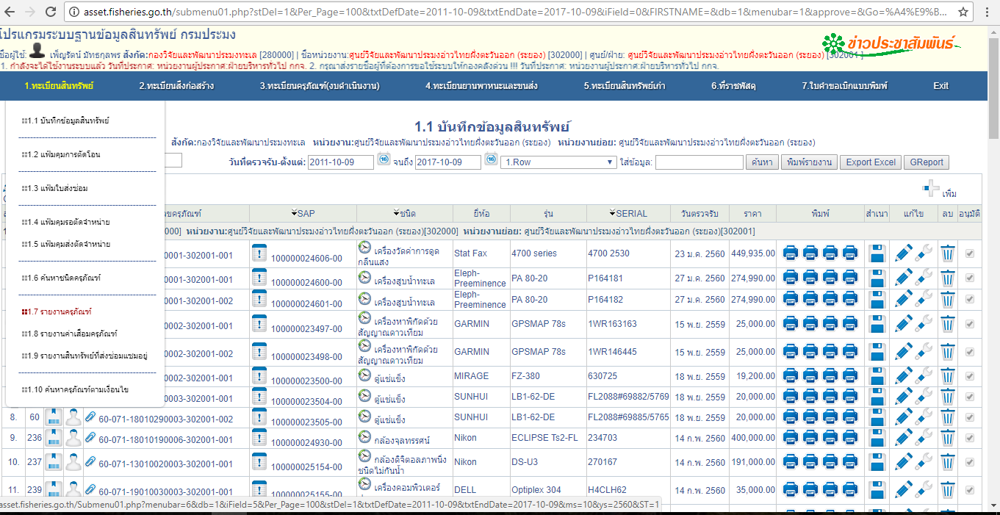 asset.fisheries.go.th/submenu01.php?stDel=1&Per_Page=100&txtDefDate=2011-10-09&txtEndDate=2017-10-09&iField=0&FIRSTNAME=&db=1&menubar=1&approve=&Go=%A4%E9%B...
โปรแกรมระบบฐานข้อมูลสินทรัพย์ กรมประมง
ข่าวประชาสัมพันธ์
ชื่อผู้ใช้: เพ็ญรัตน์ มัทธกุลพร สังกัด:กองวิจัยและพัฒนาประมงทะเล [280000] | ชื่อหน่วยงาน:ศูนย์วิจัยและพัฒนาประมงอ่าวไทยฝั่งตะวันออก (ระยอง) [302000] | ศูนย์/ฝ่าย: ศูนย์วิจัยและพัฒนาประมงอ่าวไทยฝั่งตะวันออก (ระยอง) [302001 ]
1. กำลังจะได้ใช้งานระบบแล้ว วันที่ประกาศ: หน่วยงานผู้ประกาศ:ฝ่ายบริหารทั่วไป กกจ. 2. กรุณาส่งรายชื่อผู้ที่ต้องการขอใช้ระบบให้กองคลังด่วน !!! วันที่ประกาศ: หน่วยงานผู้ประกาศ:ฝ่ายบริหารทั่วไป กกจ.
1.ทะเบียนสินทรัพย์ 2.ทะเบียนสิ่งก่อสร้าง 3.ทะเบียนครุภัณฑ์(งบดำเนินงาน) 4.ทะเบียนยานพาหนะและขนส่ง 5.ทะเบียนสินทรัพย์เก่า 6.ที่ราชพัสดุ 7.ใบคำขอเบิกแบบพิมพ์ Exit
1.1 บันทึกข้อมูลสินทรัพย์
1.2 แฟ้มคุมการตัดโอน
1.3 แฟ้มใบส่งซ่อม
1.4 แฟ้มคุมรอตัดจำหน่าย
1.5 แฟ้มคุมส่งตัดจำหน่าย
1.6 ค้นหาชนิดครุภัณฑ์
1.7 รายงานครุภัณฑ์
1.8 รายงานค่าเสื่อมครุภัณฑ์
1.9 รายงานสินทรัพย์ที่ส่งซ่อมแซมอยู่
1.10 ค้นหาครุภัณฑ์ตามเงื่อนไข
1.1 บันทึกข้อมูลสินทรัพย์
สังกัด:กองวิจัยและพัฒนาประมงทะเล หน่วยงาน:ศูนย์วิจัยและพัฒนาประมงอ่าวไทยฝั่งตะวันออก (ระยอง) หน่วยงานย่อย: ศูนย์วิจัยและพัฒนาประมงอ่าวไทยฝั่งตะวันออก (ระยอง)
วันที่ตรวจรับ-ตั้งแต่: 2011-10-09 16 จนถึง 2017-10-09 16 1.Row ใส่ข้อมูล: ค้นหา พิมพ์รายงาน Export Excel GReport
เพิ่ม
ขครุภัณฑ์ SAP ชนิด ยี่ห้อ รุ่น SERIAL วันตรวจรับ ราคา พิมพ์ สำเนา แก้ไข ลบ อนุมัติ
000] หน่วยงาน:ศูนย์วิจัยและพัฒนาประมงอ่าวไทยฝั่งตะวันออก (ระยอง)[302000] หน่วยงานย่อย: ศูนย์วิจัยและพัฒนาประมงอ่าวไทยฝั่งตะวันออก (ระยอง)[302001]
0001-302001-001 100000024606-00 เครื่องวัดค่าการดูดกลืนแสง Stat Fax 4700 series 4700 2530 23 ม.ค. 2560 449,935.00
0001-301001-001 100000024600-00 เครื่องสูบน้ำทะเล Eleph-Preeminence PA 80-20 P164181 27 ม.ค. 2560 274,990.00
0001-301001-002 100000024601-00 เครื่องสูบน้ำทะเล Eleph-Preeminence PA 80-20 P164182 27 ม.ค. 2560 274,990.00
0002-302001-001 100000023497-00 เครื่องหาพิกัดด้วยสัญญาณดาวเทียม GARMIN GPSMAP 78s 1WR163163 15 พ.ย. 2559 25,000.00
0002-302001-002 100000023498-00 เครื่องหาพิกัดด้วยสัญญาณดาวเทียม GARMIN GPSMAP 78s 1WR146445 15 พ.ย. 2559 25,000.00
0002-302001-001 100000023500-00 ตู้แช่แข็ง MIRAGE FZ-380 630725 18 พ.ย. 2559 19,200.00
0003-302001-001 100000023504-00 ตู้แช่แข็ง SUNHUI LB1-62-DE FL2088#69882/5769 18 พ.ย. 2559 20,000.00
8. 60 60-071-18010290003-302001-002 100000023505-00 ตู้แช่แข็ง SUNHUI LB1-62-DE FL2088#69885/5765 18 พ.ย. 2559 20,000.00
9. 236 60-071-18010190006-302001-001 100000024930-00 กล้องจุลทรรศน์ Nikon ECLIPSE Ts2-FL 234703 14 ก.พ. 2560 400,000.00
10. 237 60-071-13010020003-302001-001 100000025154-00 กล้องดิจิตอลภาพนิ่งชนิดไม่กันน้ำ Nikon DS-U3 270167 14 ก.พ. 2560 191,000.00
11. 239 60-071-19010030003-302001-001 100000025155-00 เครื่องคอมพิวเตอร์ DELL Optiplex 304 H4CLH62 14 ก.พ. 2560 35,000.00
asset.fisheries.go.th/Submenu01.php?menubar=6&db=1&iField=5&Per_Page=100&stDel=1&txtDefDate=2011-10-09&txtEndDate=2017-10-09&ms=10&ys=2560&ST=1